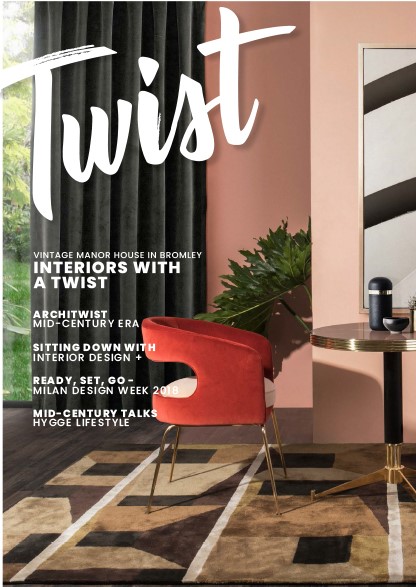 Twist
VINTAGE MANOR HOUSE IN BROMLEY
INTERIORS WITH
A TWIST
ARCHITWIST
MID-CENTURY ERA
SITTING DOWN WITH
INTERIOR DESIGN +
READY, SET, GO -
MILAN DESIGN WEEK 2018
MID-CENTURY TALKS
HYGGE LIFESTYLE